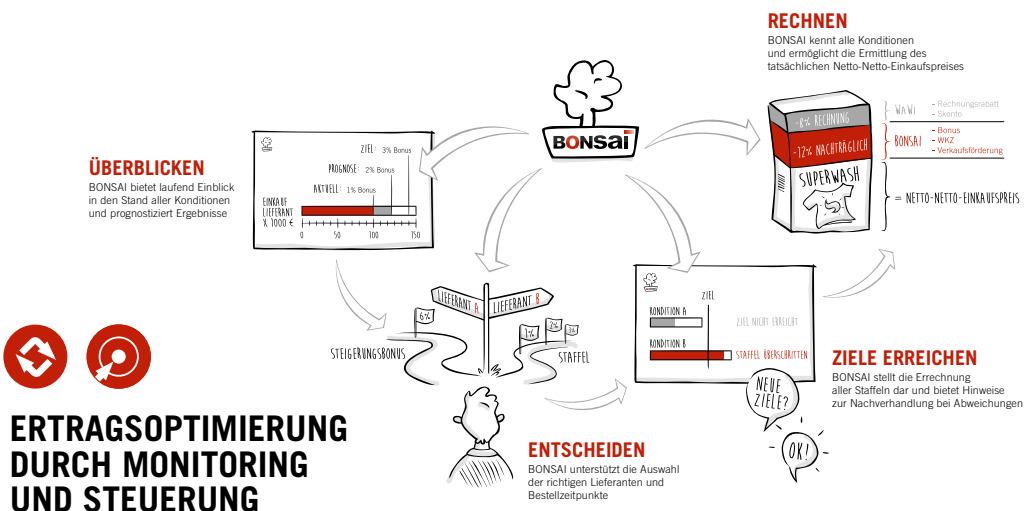 RECHNEN
BONSAI kennt alle Konditionen
und ermöglicht die Ermittlung des
tatsächlichen Netto-Netto-Einkaufspreises
-8% RECHNUNG
-12% NACHTRÄGLICH
SUPERWASH
WAWI
- Rechnungsrabatt
- Skonto
BONSAI
- Bonus
- WKZ
- Verkaufsförderung
= NETTO-NETTO-EINKAUFSPREIS
BONSAI
ÜBERBLICKEN
BONSAI bietet laufend Einblick
in den Stand aller Konditionen
und prognostiziert Ergebnisse
ZIEL: 3% Bonus
PROGNOSE: 2% Bonus
AKTUELL: 1% Bonus
EINKAUF
LIEFERANT
X 1000 €
0 50 100 150
LIEFERANT A
LIEFERANT B
6%
1%
2%
3%
STEIGERUNGSBONUS
STAFFEL
ZIEL
KONDITION A
ZIEL NICHT ERREICHT
KONDITION B
STAFFEL ÜBERSCHRITTEN
NEUE
ZIELE?
OK!
ZIELE ERREICHEN
BONSAI stellt die Errechnung
aller Staffeln dar und bietet Hinweise
zur Nachverhandlung bei Abweichungen
ENTSCHEIDEN
BONSAI unterstützt die Auswahl
der richtigen Lieferanten und
Bestellzeitpunkte
ERTRAGSOPTIMIERUNG
DURCH MONITORING
UND STEUERUNG